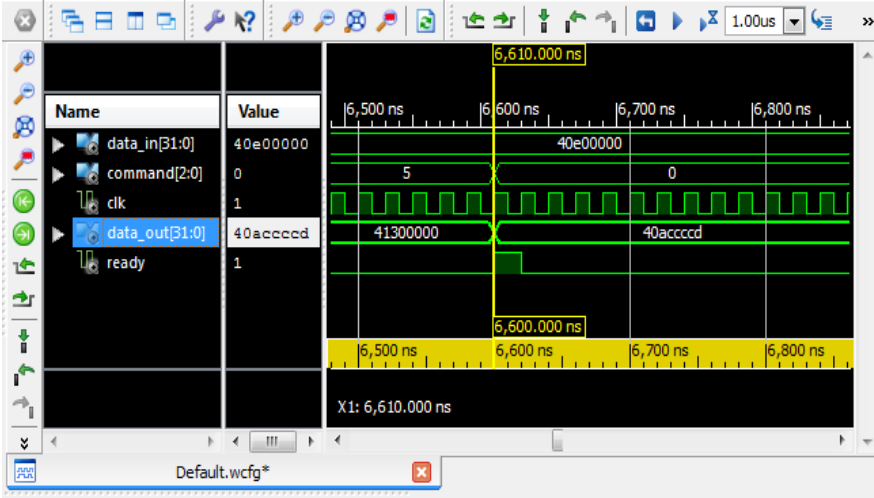 1.00us
»
6,610.000 ns
Name
Value
6,500 ns 6,600 ns 6,700 ns 6,800 ns
data_in[31:0] 40e00000 40e00000
command[2:0] 0 5 0
clk 1
data_out[31:0] 40accccd 41300000 40accccd
ready 1
6,600.000 ns
6,500 ns 6,600 ns 6,700 ns 6,800 ns
X1: 6,610.000 ns
Default.wcfg*